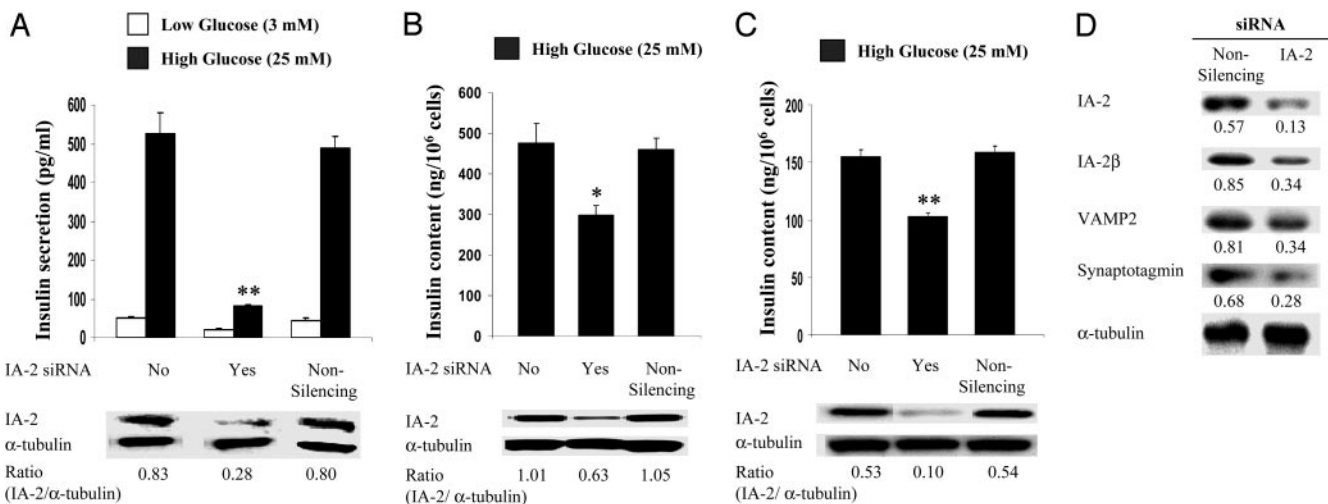 A
Low Glucose (3 mM)
High Glucose (25 mM)
Insulin secretion (pg/ml)
600
500
400
300
200
100
0
**
IA-2 siRNA No Yes Non-
Silencing
IA-2
α-tubulin
Ratio 0.83 0.28 0.80
(IA-2/α-tubulin)
B
High Glucose (25 mM)
Insulin content (ng/10⁶ cells)
600
500
400
300
200
100
0
*
IA-2 siRNA No Yes Non-
Silencing
IA-2
α-tubulin
Ratio 1.01 0.63 1.05
(IA-2/ α-tubulin)
C
High Glucose (25 mM)
Insulin content (ng/10⁶ cells)
200
150
100
50
0
**
IA-2 siRNA No Yes Non-
Silencing
IA-2
α-tubulin
Ratio 0.53 0.10 0.54
(IA-2/ α-tubulin)
D
siRNA
Non- IA-2
Silencing
IA-2
0.57 0.13
IA-2β
0.85 0.34
VAMP2
0.81 0.34
Synaptotagmin
0.68 0.28
α-tubulin